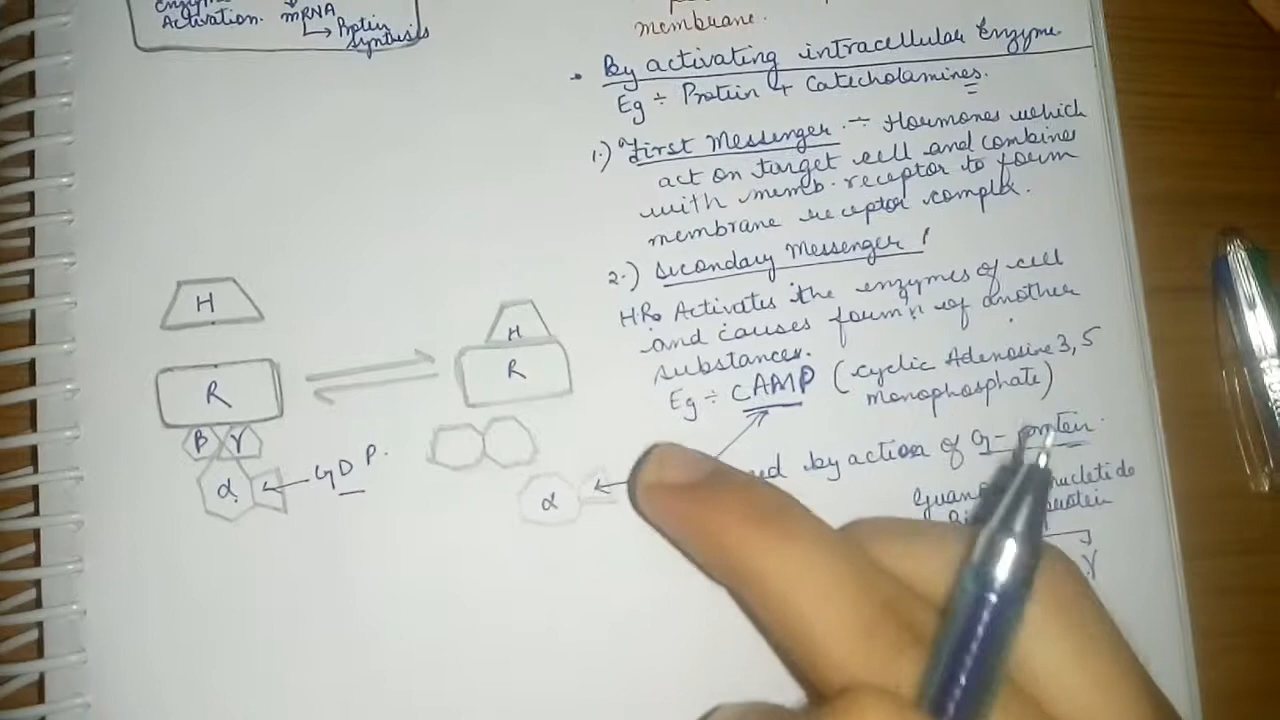 Enzyme
Activation.
mRNA
Protein
synthesis
membrane.
By activating intracellular Enzyme.
Eg ÷ Protein + Catecholamines.
1.) First Messenger :- Hormones which
act on target cell and combines
with memb. receptor to form
membrane receptor complex.
2.) Secondary Messenger !
HRo Activates the enzymes of cell
and causes form'n of another
substances.
Eg ÷ CAMP (cyclic Adenosine 3,5
monophosphate)
by action of G-protein.
H
R
β γ
α
GDP.
H
R
α
γ